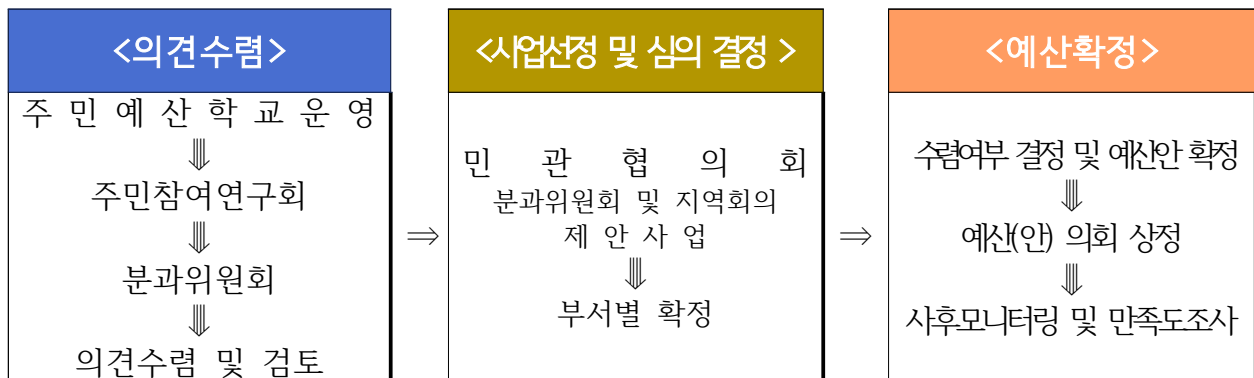 <의견수렴>
주 민 예 산 학 교 운 영
⇓
주민참여연구회
⇓
분과위원회
⇓
의견수렴 및 검토
⇒
<사업선정 및 심의 결정 >
민 관 협 의 회
분과위원회 및 지역회의
제 안 사 업
⇓
부서별 확정
⇒
<예산확정>
수렴여부 결정 및 예산안 확정
⇓
예산(안) 의회 상정
⇓
사후모니터링 및 만족도조사